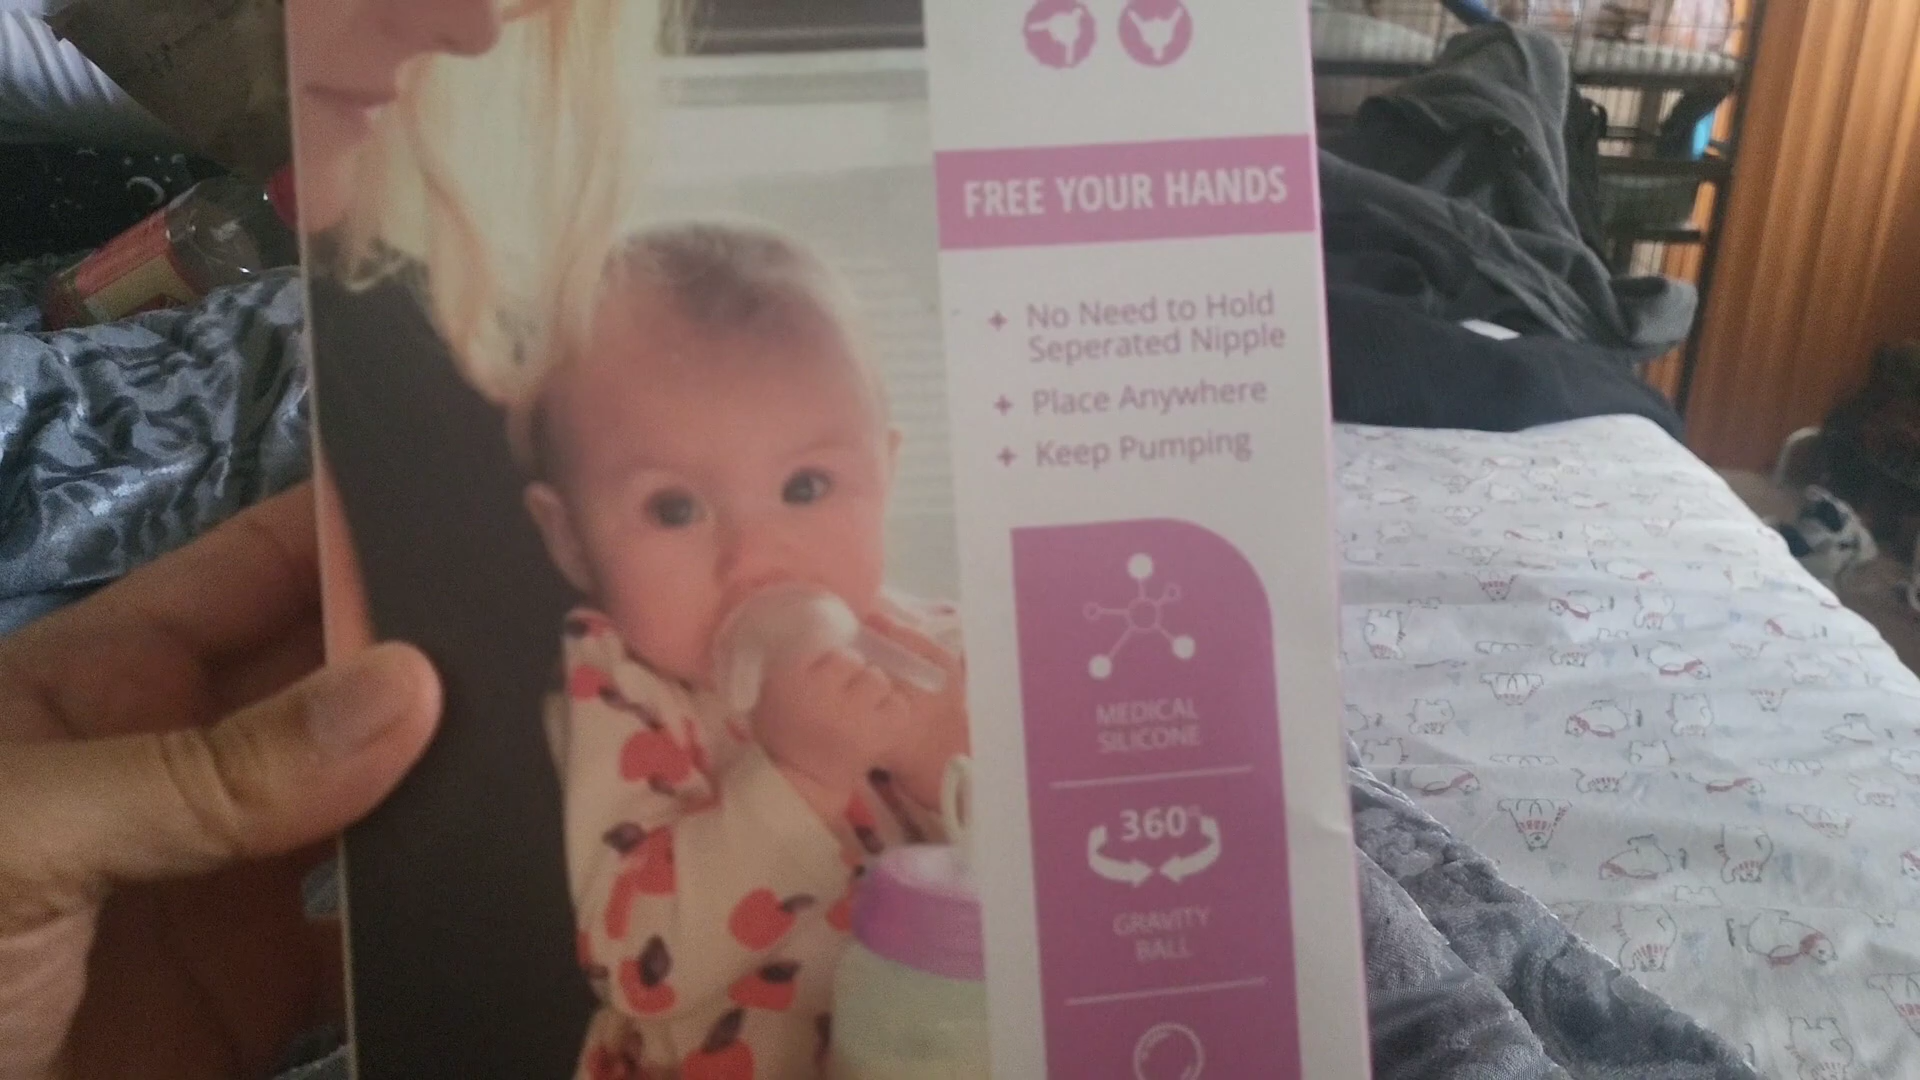 FREE YOUR HANDS
+ No Need to Hold
Seperated Nipple
+ Place Anywhere
+ Keep Pumping
MEDICAL
SILICONE
360°
GRAVITY
BALL